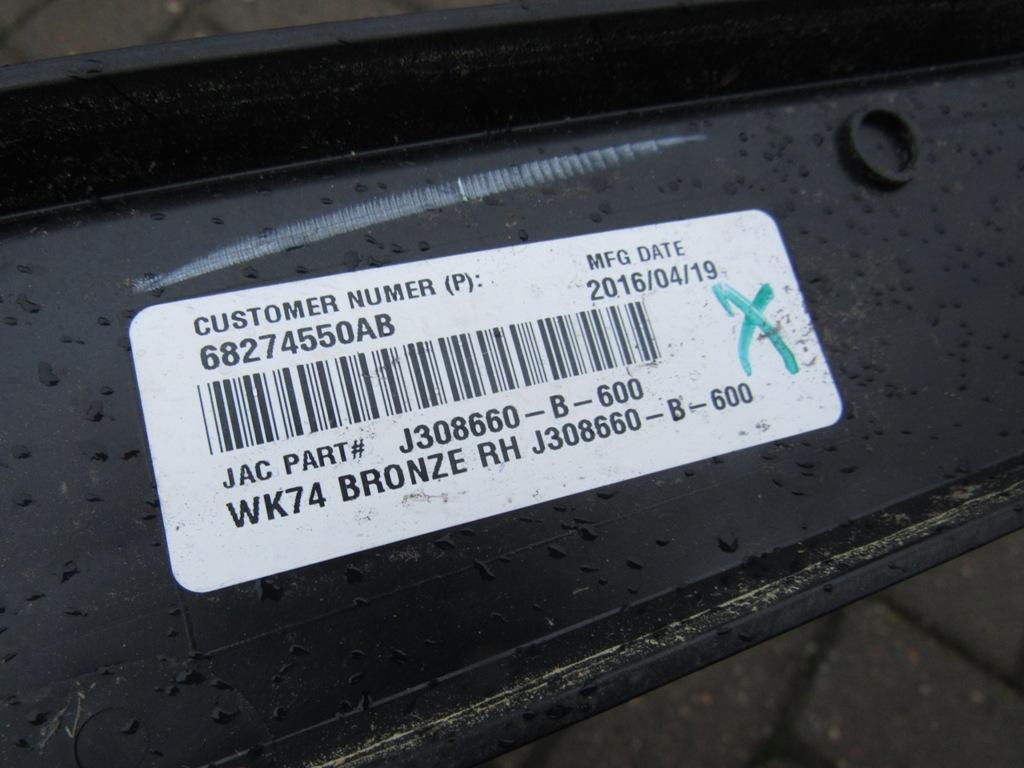 CUSTOMER NUMER (P):
68274550AB
MFG DATE
2016/04/19
X
JAC PART# J308660-B-600
WK74 BRONZE RH J308660-B-600